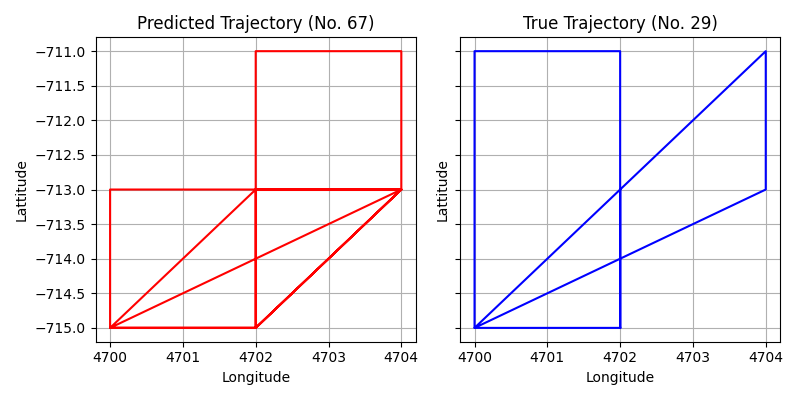 Predicted Trajectory (No. 67)
True Trajectory (No. 29)
Lattitude
−711.0
−711.5
−712.0
−712.5
−713.0
−713.5
−714.0
−714.5
−715.0
4700 4701 4702 4703 4704
Longitude
Lattitude
4700 4701 4702 4703 4704
Longitude